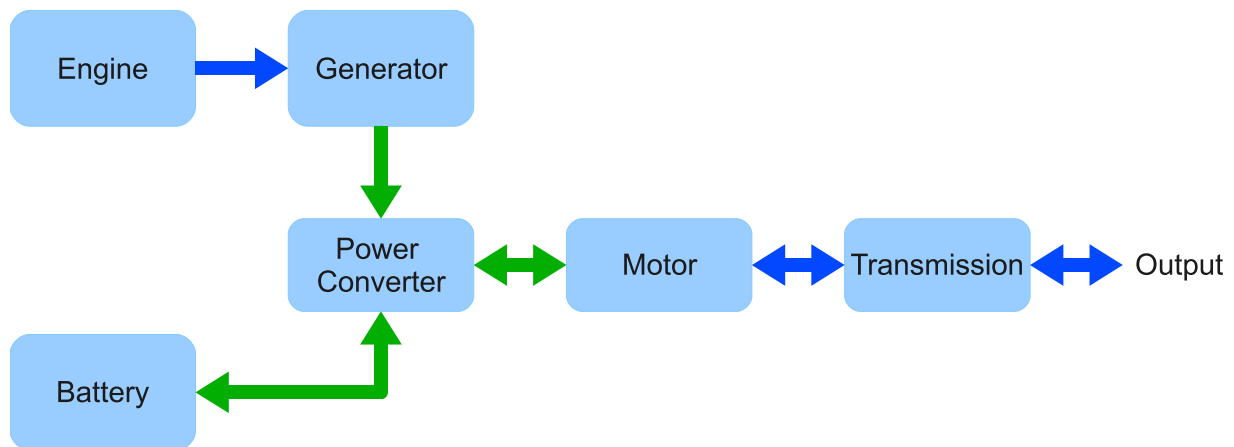 Engine
Generator
Power
Converter
Motor
Transmission
Output
Battery